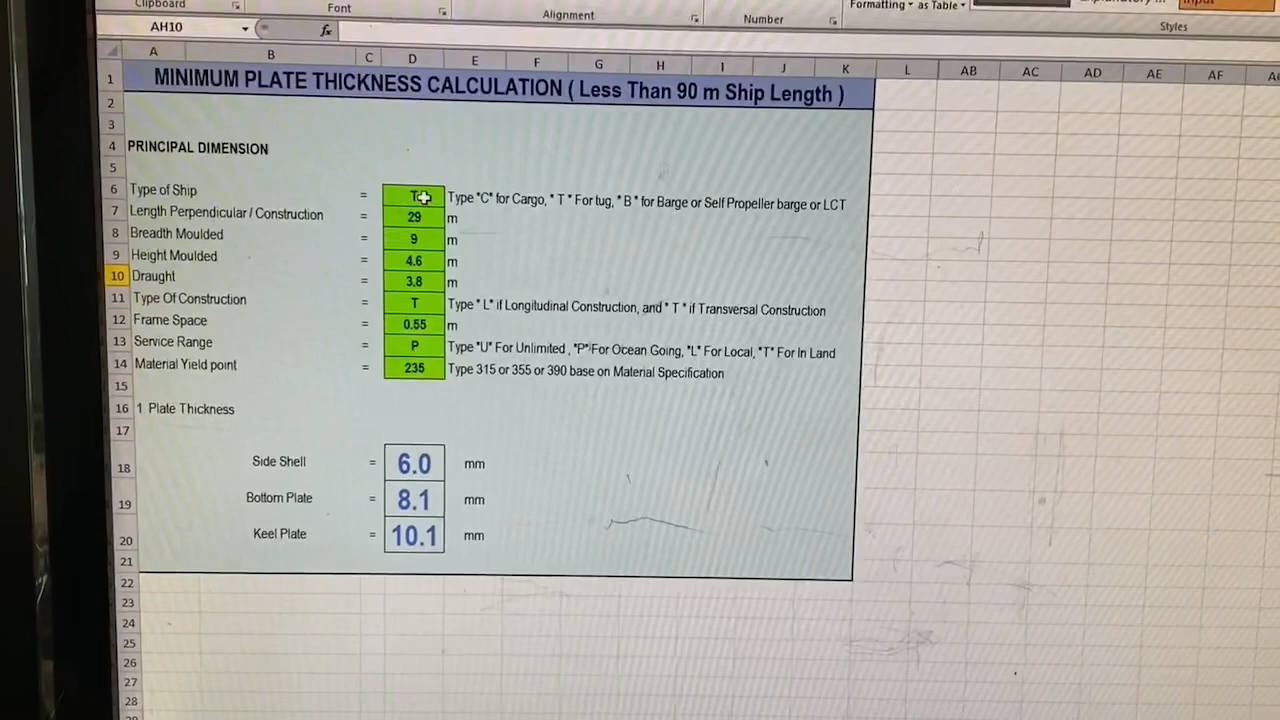 Clipboard Font Alignment Number Formatting as Table Styles
AH10 fx
A B C D E F G H I J K L AB AC AD AE AF
1 MINIMUM PLATE THICKNESS CALCULATION ( Less Than 90 m Ship Length )
2
3
4 PRINCIPAL DIMENSION
5
6 Type of Ship = T Type "C" for Cargo, " T " For tug, " B " for Barge or Self Propeller barge or LCT
7 Length Perpendicular / Construction = 29 m
8 Breadth Moulded = 9 m
9 Height Moulded = 4.6 m
10 Draught = 3.8 m
11 Type Of Construction = T Type " L" if Longitudinal Construction, and " T " if Transversal Construction
12 Frame Space = 0.55 m
13 Service Range = P Type "U" For Unlimited , "P" For Ocean Going, "L" For Local, "T" For In Land
14 Material Yield point = 235 Type 315 or 355 or 390 base on Material Specification
15
16 1 Plate Thickness
17
18 Side Shell = 6.0 mm
19 Bottom Plate = 8.1 mm
20 Keel Plate = 10.1 mm
21
22
23
24
25
26
27
28